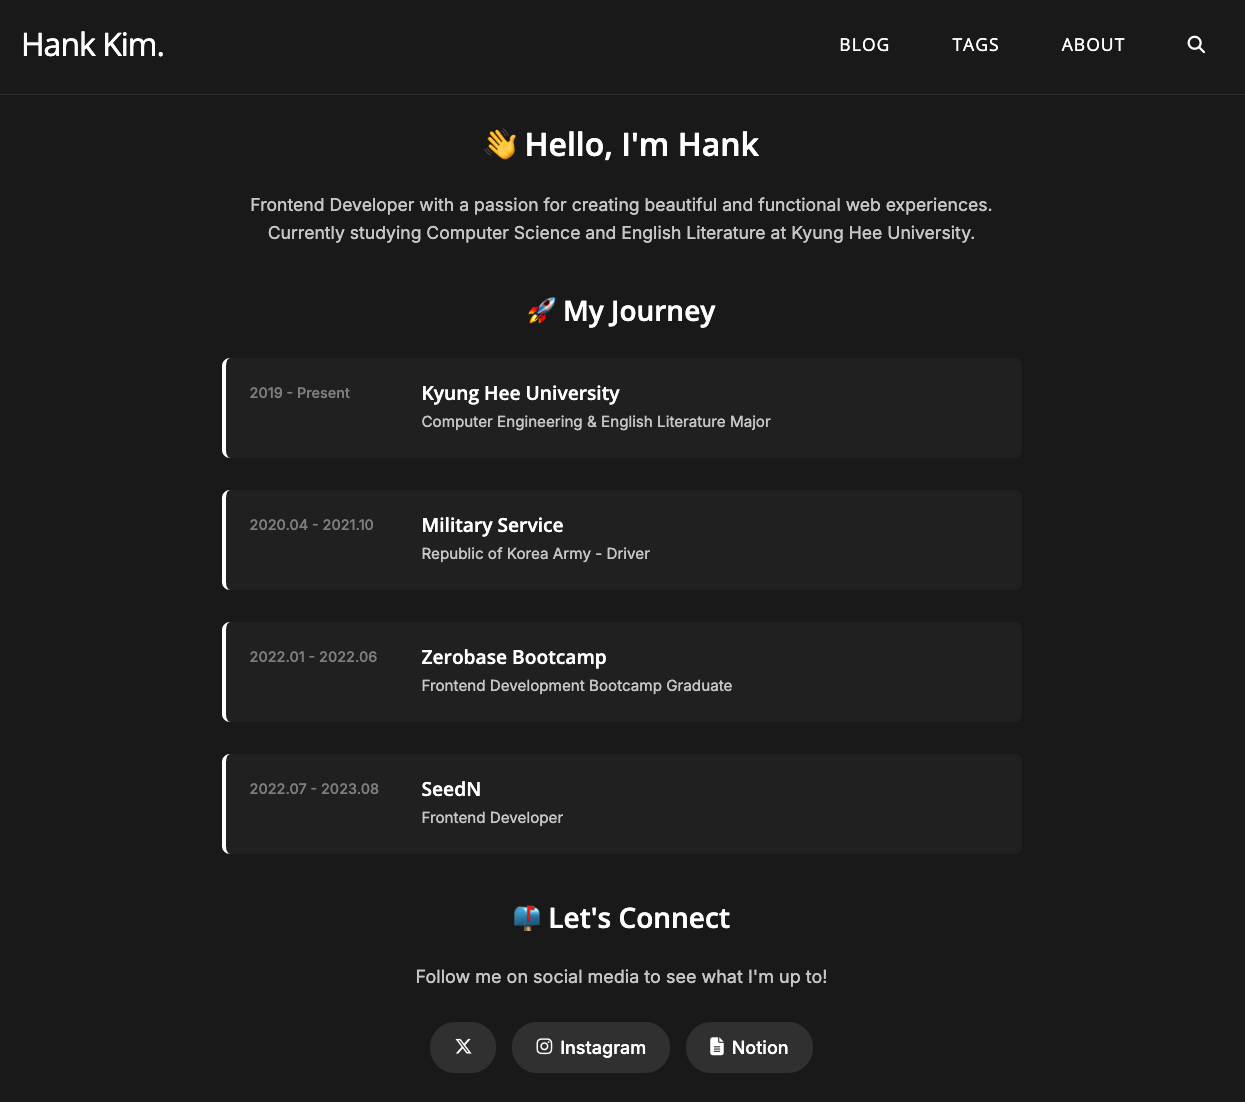 Hank Kim.
BLOG TAGS ABOUT
👋 Hello, I'm Hank
Frontend Developer with a passion for creating beautiful and functional web experiences.
Currently studying Computer Science and English Literature at Kyung Hee University.
🚀 My Journey
2019 - Present Kyung Hee University
Computer Engineering & English Literature Major
2020.04 - 2021.10 Military Service
Republic of Korea Army - Driver
2022.01 - 2022.06 Zerobase Bootcamp
Frontend Development Bootcamp Graduate
2022.07 - 2023.08 SeedN
Frontend Developer
📫 Let's Connect
Follow me on social media to see what I'm up to!
X Instagram Notion